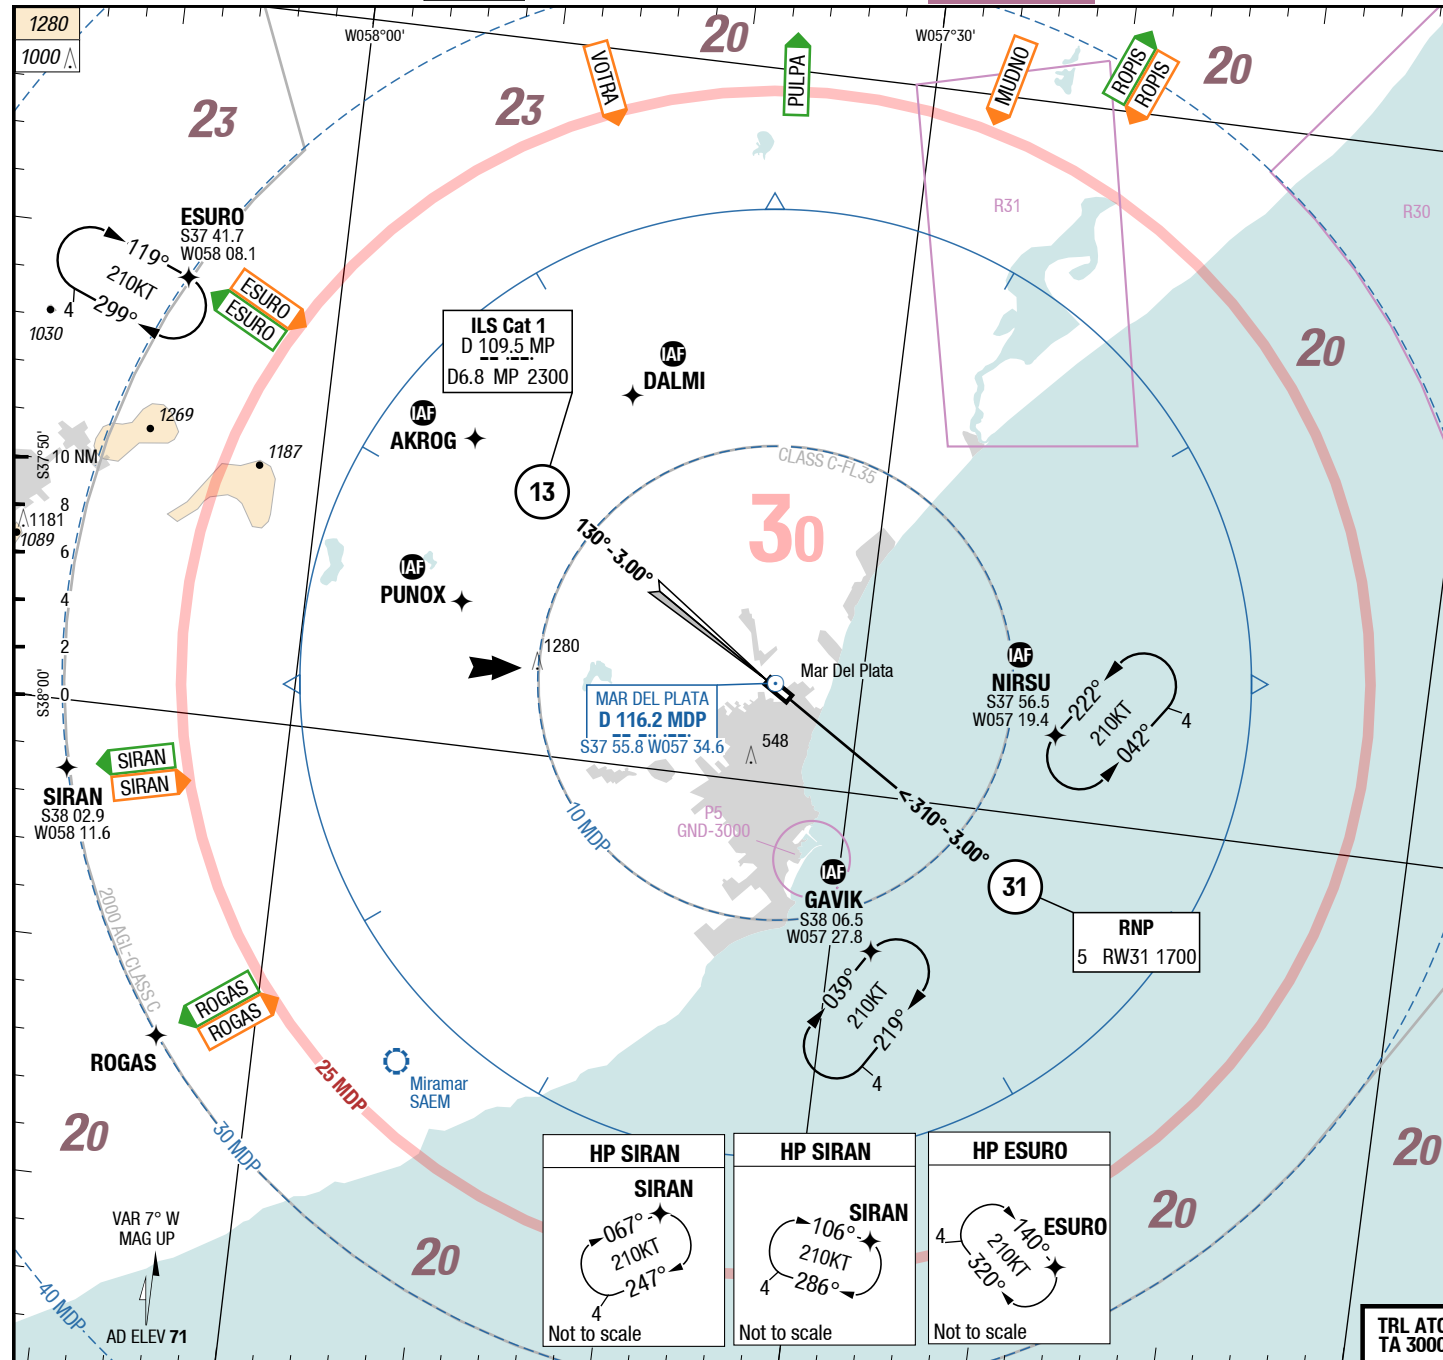 1280
1000
W058°00'
W057°30'
20
20
23
23
VOTRA
PULPA
MUDNO
ROPIS
ROPIS
R31
R30
ESURO
S37 41.7
W058 08.1
119°
210KT
299°
4
1030
ESURO
ESURO
ILS Cat 1
D 109.5 MP
D6.8 MP 2300
IAF
DALMI
IAF
AKROG
20
1269
1187
S37°50'
10 NM
8
6
4
2
0
1181
1089
S38°00'
13
CLASS C-FL35
30
130°-3.00°
IAF
PUNOX
1280
Mar Del Plata
MAR DEL PLATA
D 116.2 MDP
S37 55.8 W057 34.6
548
IAF
NIRSU
S37 56.5
W057 19.4
222°
210KT
042°
4
SIRAN
SIRAN
SIRAN
S38 02.9
W058 11.6
P5
GND-3000
10 MDP
<310°-3.00°
31
RNP
5 RW31 1700
IAF
GAVIK
S38 06.5
W057 27.8
039°
210KT
219°
4
2000 AGL-CLASS C
ROGAS
ROGAS
ROGAS
25 MDP
Miramar
SAEM
30 MDP
20
20
20
20
VAR 7° W
MAG UP
40 MDP
AD ELEV 71
HP SIRAN
SIRAN
067°
210KT
247°
4
Not to scale
HP SIRAN
SIRAN
106°
210KT
286°
4
Not to scale
HP ESURO
ESURO
140°
210KT
320°
4
Not to scale
TRL ATC
TA 3000